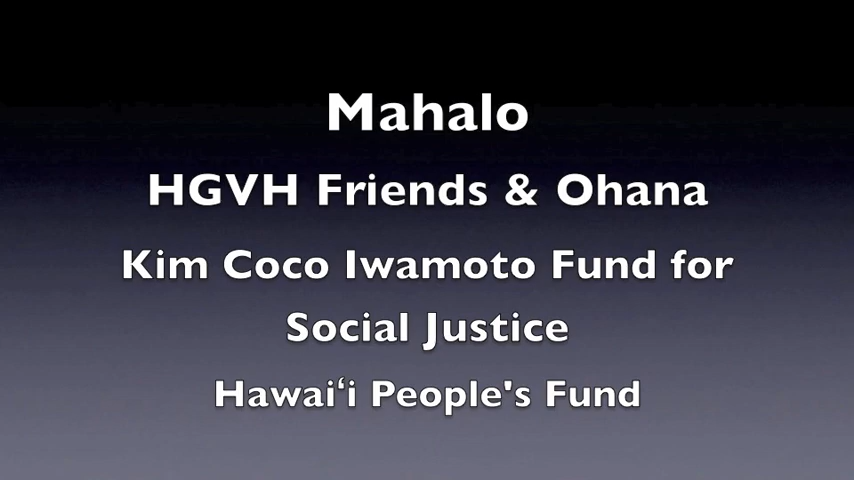 Mahalo
HGVH Friends & Ohana
Kim Coco Iwamoto Fund for
Social Justice
Hawaiʻi People's Fund